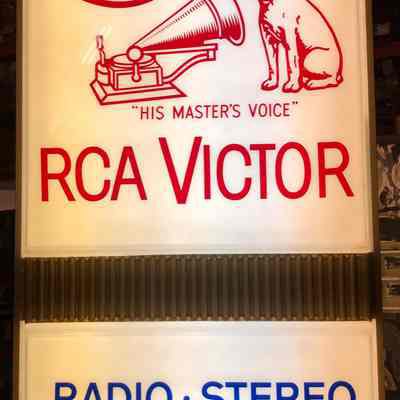 "HIS MASTER'S VOICE"
RCA VICTOR
RADIO · STEREO